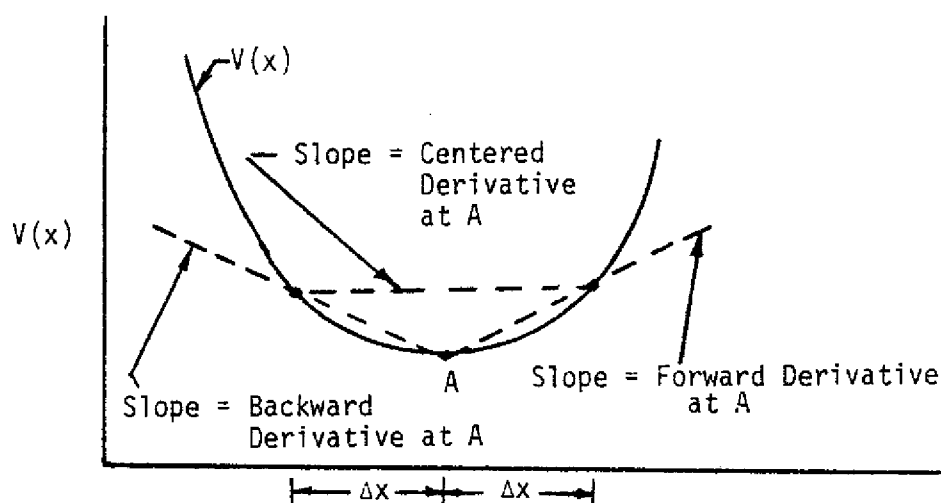 V(x)
Slope = Centered
Derivative
at A
V(x)
A
Slope = Forward Derivative
at A
Slope = Backward
Derivative at A
Δx
Δx